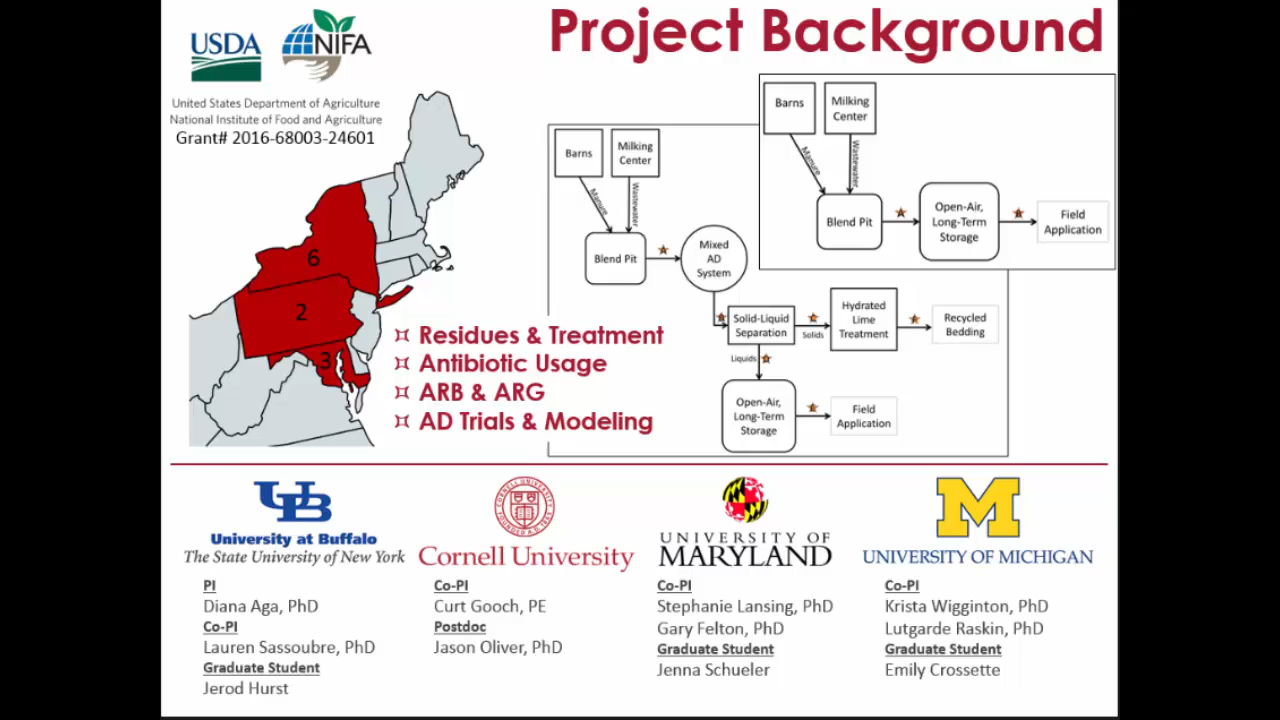 Project Background
USDA
NIFA
United States Department of Agriculture
National Institute of Food and Agriculture
Grant# 2016-68003-24601
6
2
3
¤ Residues & Treatment
¤ Antibiotic Usage
¤ ARB & ARG
¤ AD Trials & Modeling
Barns
Milking
Center
Manure
Wastewater
Blend Pit
Mixed
AD
System
Solid-Liquid
Separation
Solids
Hydrated
Lime
Treatment
Recycled
Bedding
Liquids
Open-Air,
Long-Term
Storage
Field
Application
Barns
Milking
Center
Manure
Wastewater
Blend Pit
Open-Air,
Long-Term
Storage
Field
Application
UB
University at Buffalo
The State University of New York
PI
Diana Aga, PhD
Co-PI
Lauren Sassoubre, PhD
Graduate Student
Jerod Hurst
Cornell University
Co-PI
Curt Gooch, PE
Postdoc
Jason Oliver, PhD
UNIVERSITY OF
MARYLAND
Co-PI
Stephanie Lansing, PhD
Gary Felton, PhD
Graduate Student
Jenna Schueler
M
UNIVERSITY OF MICHIGAN
Co-PI
Krista Wigginton, PhD
Lutgarde Raskin, PhD
Graduate Student
Emily Crossette